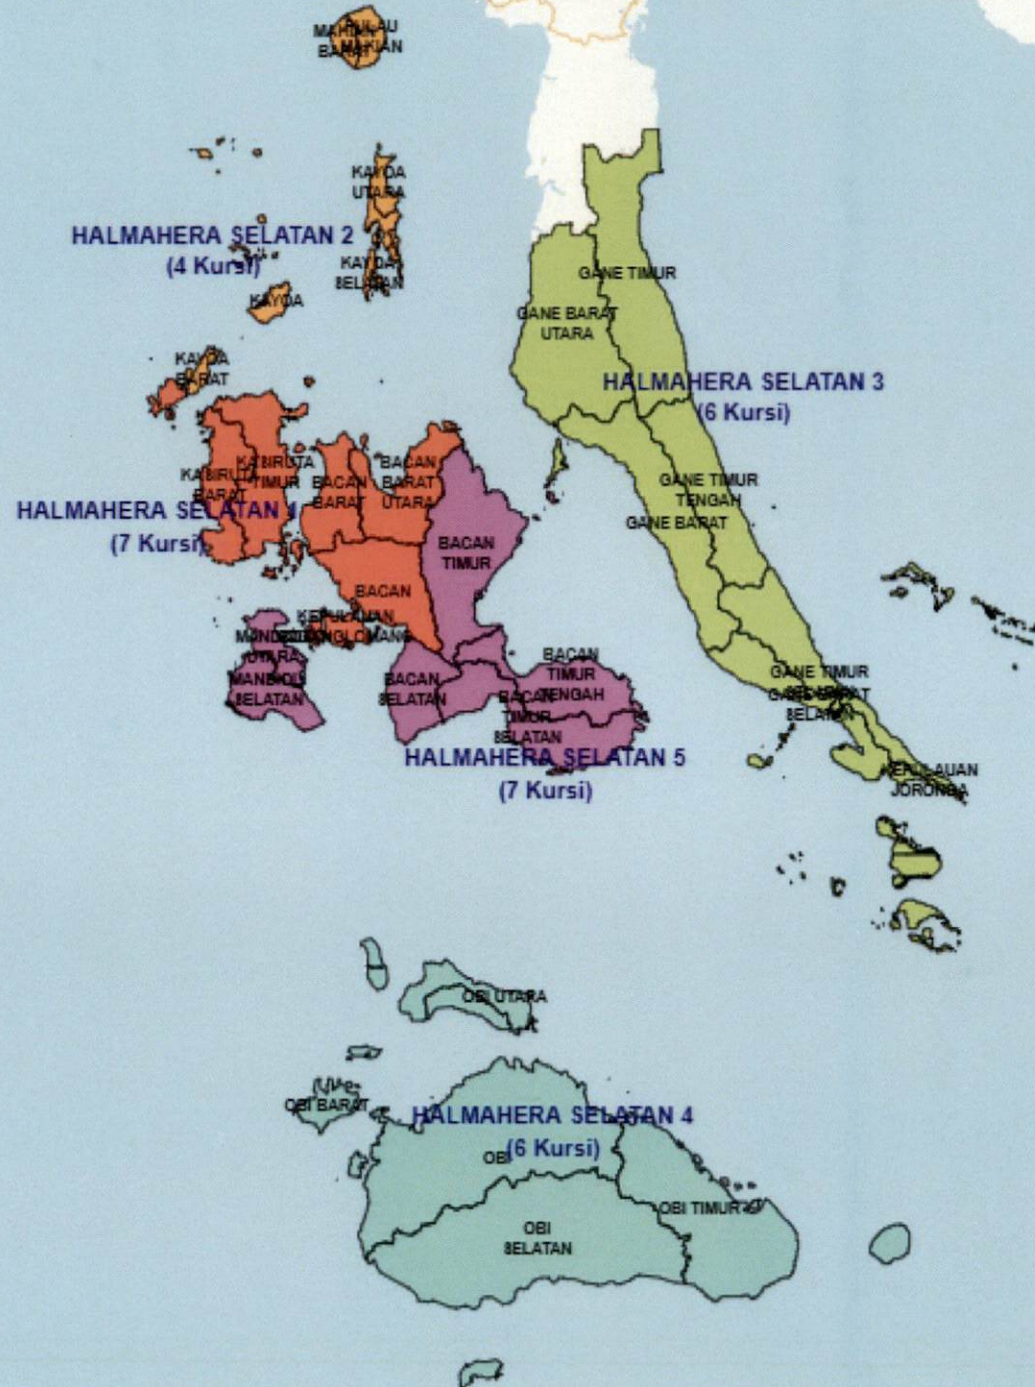 PULAU
MAKIAN
BARAT
KAYOA
UTARA
HALMAHERA SELATAN 2
(4 Kursi)
KAYOA
SELATAN
KAYOA
GANE TIMUR
GANE BARAT
UTARA
KAYOA
BARAT
HALMAHERA SELATAN 3
(6 Kursi)
KASIRUTA
TIMUR
KASIRUTA
BARAT
BACAN
BARAT
BACAN
BARAT
UTARA
GANE TIMUR
TENGAH
GANE BARAT
HALMAHERA SELATAN 1
(7 Kursi)
BACAN
TIMUR
BACAN
KEPULAUAN
UTARA
MANDIOLI
SELATAN
BACAN
SELATAN
BACAN
TIMUR
TENGAH
BACAN
TIMUR
SELATAN
GANE TIMUR
SELATAN
HALMAHERA SELATAN 5
(7 Kursi)
KEPULAUAN
JORONGA
OBI UTARA
OBI BARAT
HALMAHERA SELATAN 4
(6 Kursi)
OBI
OBI TIMUR
OBI
SELATAN